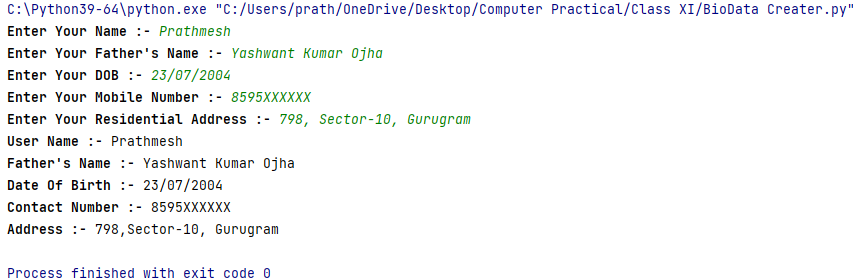 C:\Python39-64\python.exe "C:/Users/prath/OneDrive/Desktop/Computer Practical/Class XI/BioData Creater.py"
Enter Your Name :- Prathmesh
Enter Your Father's Name :- Yashwant Kumar Ojha
Enter Your DOB :- 23/07/2004
Enter Your Mobile Number :- 8595XXXXXX
Enter Your Residential Address :- 798, Sector-10, Gurugram
User Name :- Prathmesh
Father's Name :- Yashwant Kumar Ojha
Date Of Birth :- 23/07/2004
Contact Number :- 8595XXXXXX
Address :- 798,Sector-10, Gurugram
Process finished with exit code 0